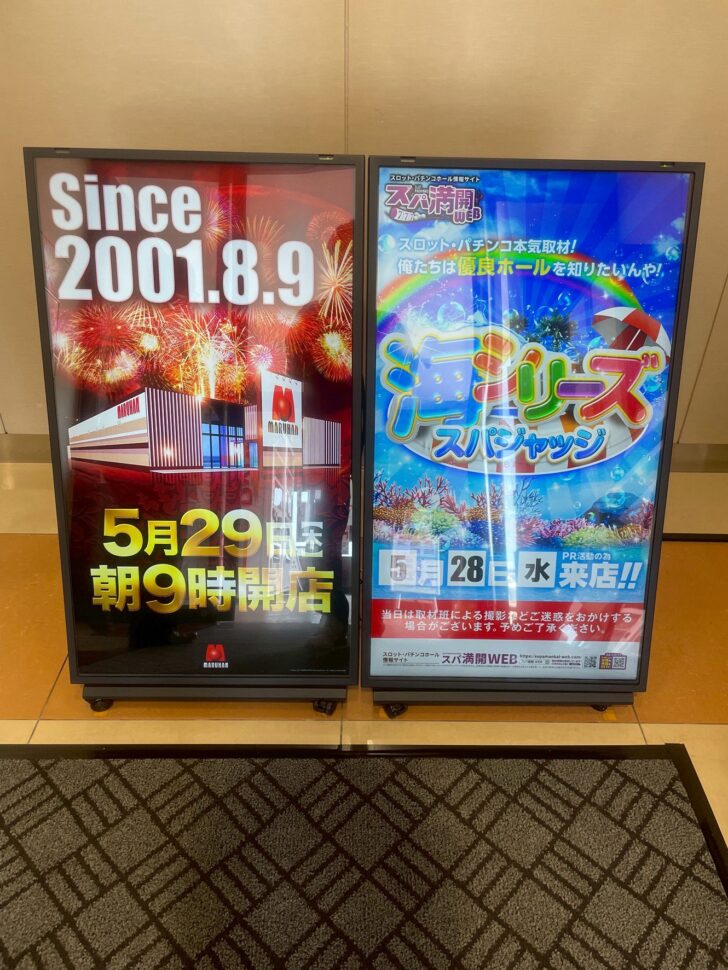 Since
2001.8.9
MARUHAN
MARUHAN
5月29日木
朝9時開店
MARUHAN
スロット・パチンコホール情報サイト
スパ満開
WEB
スロット・パチンコ本気取材!
俺たちは優良ホールを知りたいんや!
海シリーズ
スパジャッジ
PR活動の為
5月28日水 来店!!
当日は取材班による撮影などご迷惑をおかけする
場合がございます。予めご了承ください。
スロット・パチンコホール
情報サイト
スパ満開WEB
https://supamankai-web.com/